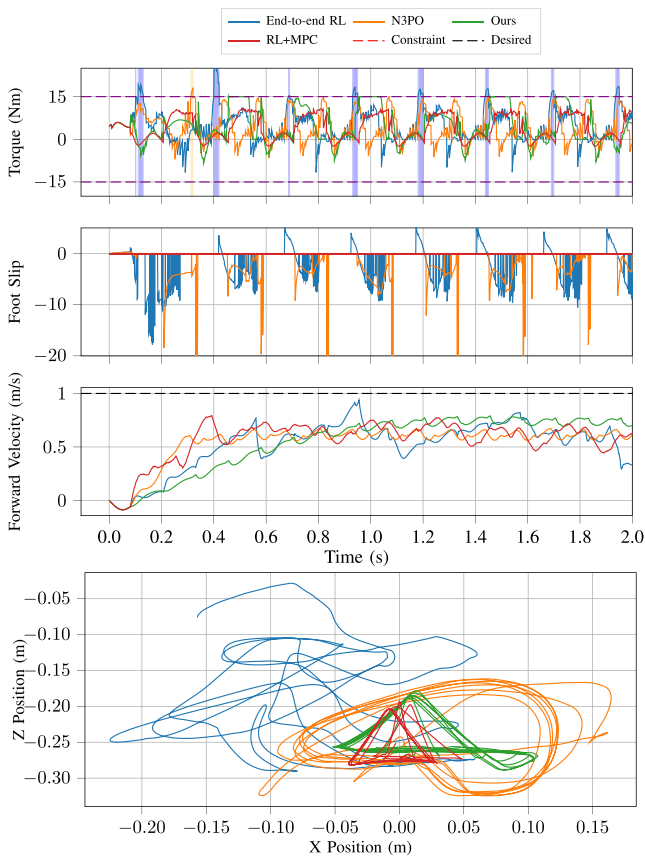 End-to-end RL N3PO Ours
RL+MPC Constraint Desired
Torque (Nm)
15
0
−15
Foot Slip
0
−10
−20
Forward Velocity (m/s)
1
0.5
0
0.0 0.2 0.4 0.6 0.8 1.0 1.2 1.4 1.6 1.8 2.0
Time (s)
Z Position (m)
−0.05
−0.10
−0.15
−0.20
−0.25
−0.30
−0.20 −0.15 −0.10 −0.05 0.00 0.05 0.10 0.15
X Position (m)